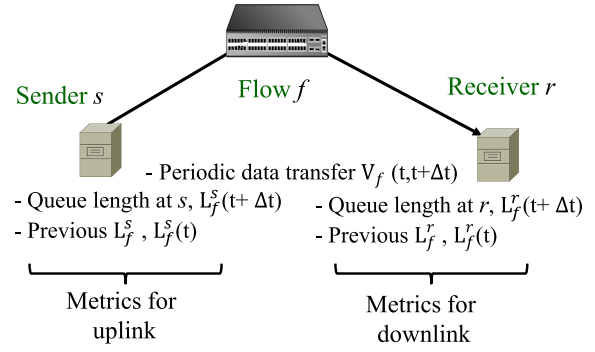 Sender s
Flow f
Receiver r
- Periodic data transfer V_f (t,t+Δt)
- Queue length at s, L_f^s(t+ Δt)
- Previous L_f^s , L_f^s(t)
- Queue length at r, L_f^r(t+ Δt)
- Previous L_f^r , L_f^r(t)
Metrics for
uplink
Metrics for
downlink